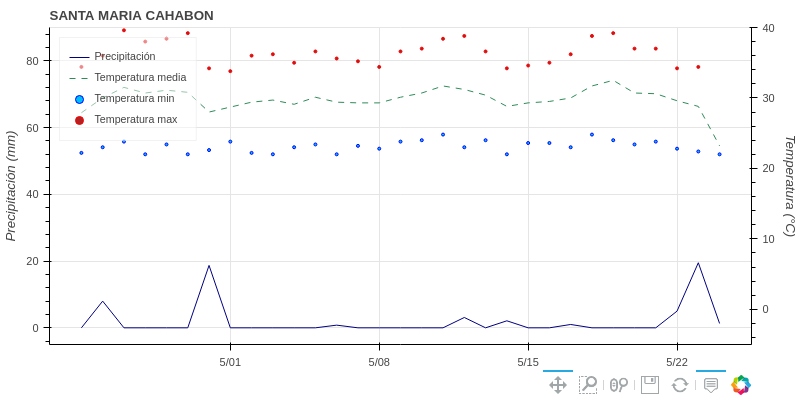 SANTA MARIA CAHABON
Precipitación
Temperatura media
Temperatura min
Temperatura max
Precipitación (mm)
80
60
40
20
0
Temperatura (°C)
40
30
20
10
0
5/01
5/08
5/15
5/22